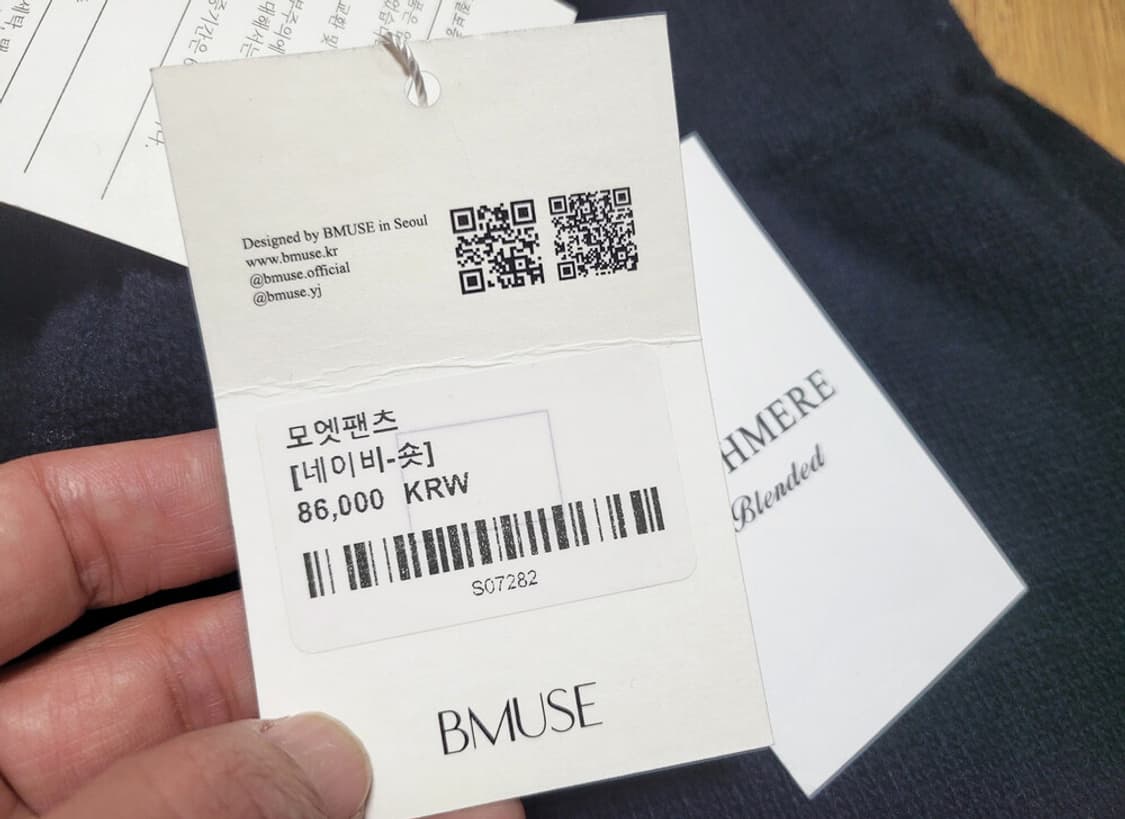 Designed by BMUSE in Seoul
www.bmuse.kr
@bmuse.official
@bmuse.yj
모엣팬츠
[네이비-숏]
86,000 KRW
S07282
BMUSE
HMERE
Blended